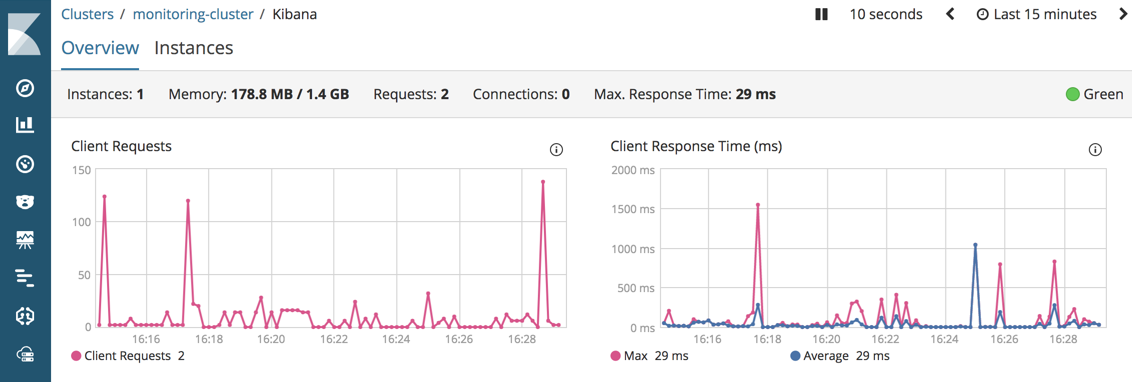 Clusters / monitoring-cluster / Kibana
10 seconds
Last 15 minutes
Overview
Instances
Instances: 1
Memory: 178.8 MB / 1.4 GB
Requests: 2
Connections: 0
Max. Response Time: 29 ms
Green
Client Requests
150
100
50
0
16:16
16:18
16:20
16:22
16:24
16:26
16:28
Client Requests 2
Client Response Time (ms)
2000 ms
1500 ms
1000 ms
500 ms
0 ms
16:16
16:18
16:20
16:22
16:24
16:26
16:28
Max 29 ms
Average 29 ms